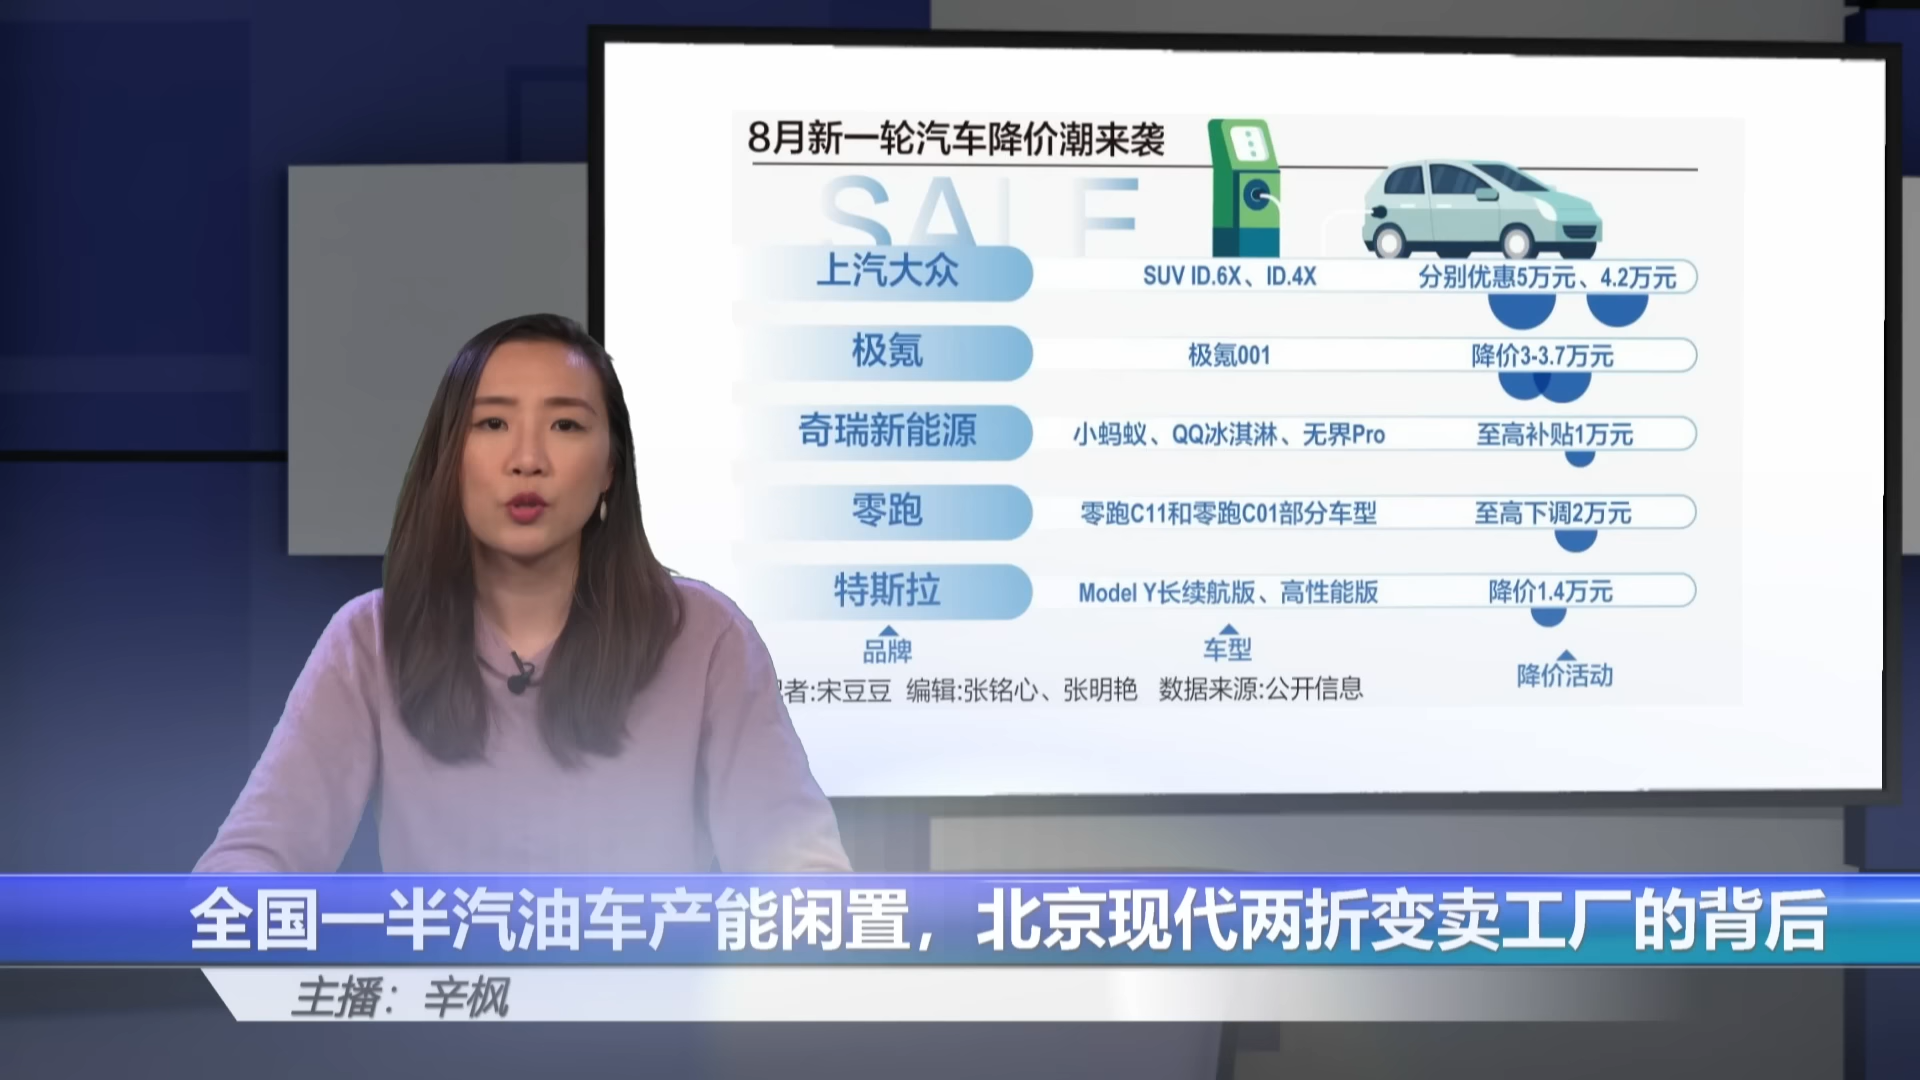 8月新一轮汽车降价潮来袭
SALE
上汽大众 SUV ID.6X、ID.4X 分别优惠5万元、4.2万元
极氪 极氪001 降价3-3.7万元
奇瑞新能源 小蚂蚁、QQ冰淇淋、无界Pro 至高补贴1万元
零跑 零跑C11和零跑C01部分车型 至高下调2万元
特斯拉 Model Y长续航版、高性能版 降价1.4万元
品牌 车型 降价活动
者:宋豆豆 编辑:张铭心、张明艳 数据来源:公开信息
全国一半汽油车产能闲置，北京现代两折变卖工厂的背后
主播：辛枫